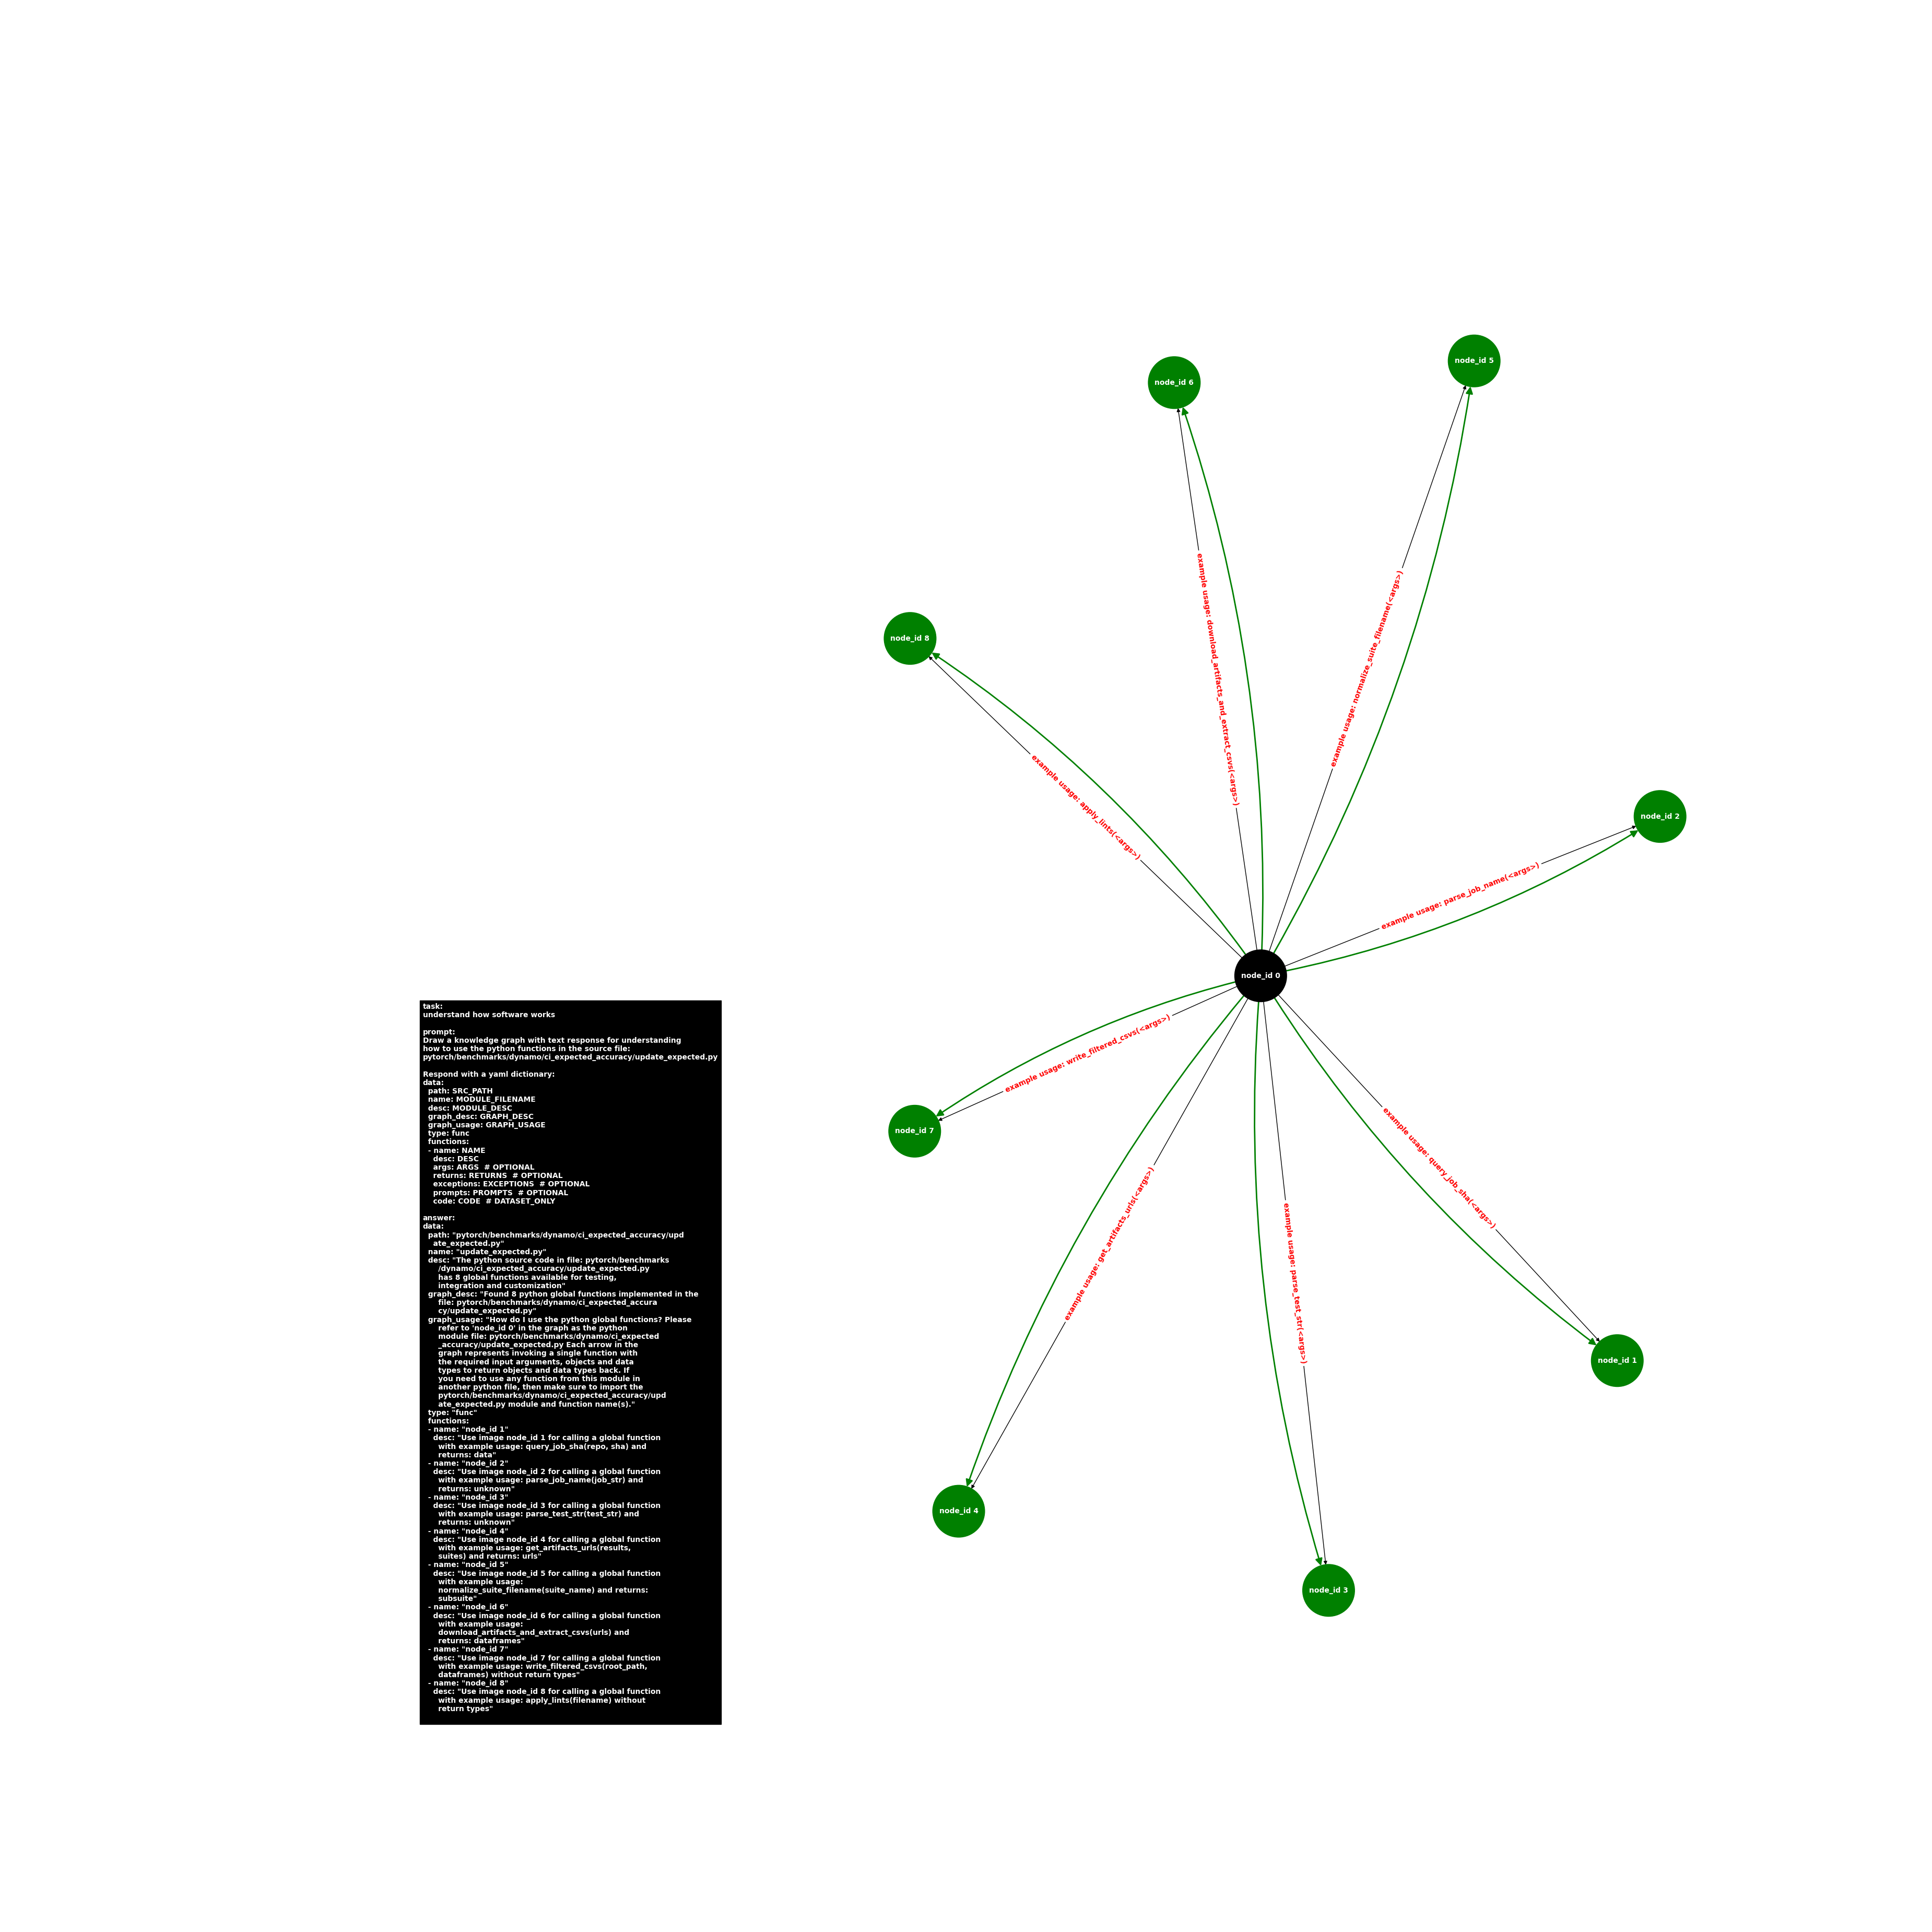 node_id 5
node_id 6
example usage: normalize_suite_filename(<args>)
example usage: download_artifacts_and_extract_csvs(<args>)
node_id 8
example usage: apply_lints(<args>)
node_id 2
example usage: parse_job_name(<args>)
node_id 0
example usage: write_filtered_csvs(<args>)
node_id 7
example usage: query_job_sha(<args>)
example usage: get_artifacts_urls(<args>)
example usage: parse_test_str(<args>)
node_id 1
node_id 4
node_id 3
task:
understand how software works
prompt:
Draw a knowledge graph with text response for understanding
how to use the python functions in the source file:
pytorch/benchmarks/dynamo/ci_expected_accuracy/update_expected.py
Respond with a yaml dictionary:
data:
path: SRC_PATH
name: MODULE_FILENAME
desc: MODULE_DESC
graph_desc: GRAPH_DESC
graph_usage: GRAPH_USAGE
type: func
functions:
- name: NAME
desc: DESC
args: ARGS  # OPTIONAL
returns: RETURNS  # OPTIONAL
exceptions: EXCEPTIONS  # OPTIONAL
prompts: PROMPTS  # OPTIONAL
code: CODE  # DATASET_ONLY
answer:
data:
path: "pytorch/benchmarks/dynamo/ci_expected_accuracy/upd
ate_expected.py"
name: "update_expected.py"
desc: "The python source code in file: pytorch/benchmarks
/dynamo/ci_expected_accuracy/update_expected.py
has 8 global functions available for testing,
integration and customization"
graph_desc: "Found 8 python global functions implemented in the
file: pytorch/benchmarks/dynamo/ci_expected_accura
cy/update_expected.py"
graph_usage: "How do I use the python global functions? Please
refer to 'node_id 0' in the graph as the python
module file: pytorch/benchmarks/dynamo/ci_expected
_accuracy/update_expected.py Each arrow in the
graph represents invoking a single function with
the required input arguments, objects and data
types to return objects and data types back. If
you need to use any function from this module in
another python file, then make sure to import the
pytorch/benchmarks/dynamo/ci_expected_accuracy/upd
ate_expected.py module and function name(s)."
type: "func"
functions:
- name: "node_id 1"
desc: "Use image node_id 1 for calling a global function
with example usage: query_job_sha(repo, sha) and
returns: data"
- name: "node_id 2"
desc: "Use image node_id 2 for calling a global function
with example usage: parse_job_name(job_str) and
returns: unknown"
- name: "node_id 3"
desc: "Use image node_id 3 for calling a global function
with example usage: parse_test_str(test_str) and
returns: unknown"
- name: "node_id 4"
desc: "Use image node_id 4 for calling a global function
with example usage: get_artifacts_urls(results,
suites) and returns: urls"
- name: "node_id 5"
desc: "Use image node_id 5 for calling a global function
with example usage:
normalize_suite_filename(suite_name) and returns:
subsuite"
- name: "node_id 6"
desc: "Use image node_id 6 for calling a global function
with example usage:
download_artifacts_and_extract_csvs(urls) and
returns: dataframes"
- name: "node_id 7"
desc: "Use image node_id 7 for calling a global function
with example usage: write_filtered_csvs(root_path,
dataframes) without return types"
- name: "node_id 8"
desc: "Use image node_id 8 for calling a global function
with example usage: apply_lints(filename) without
return types"